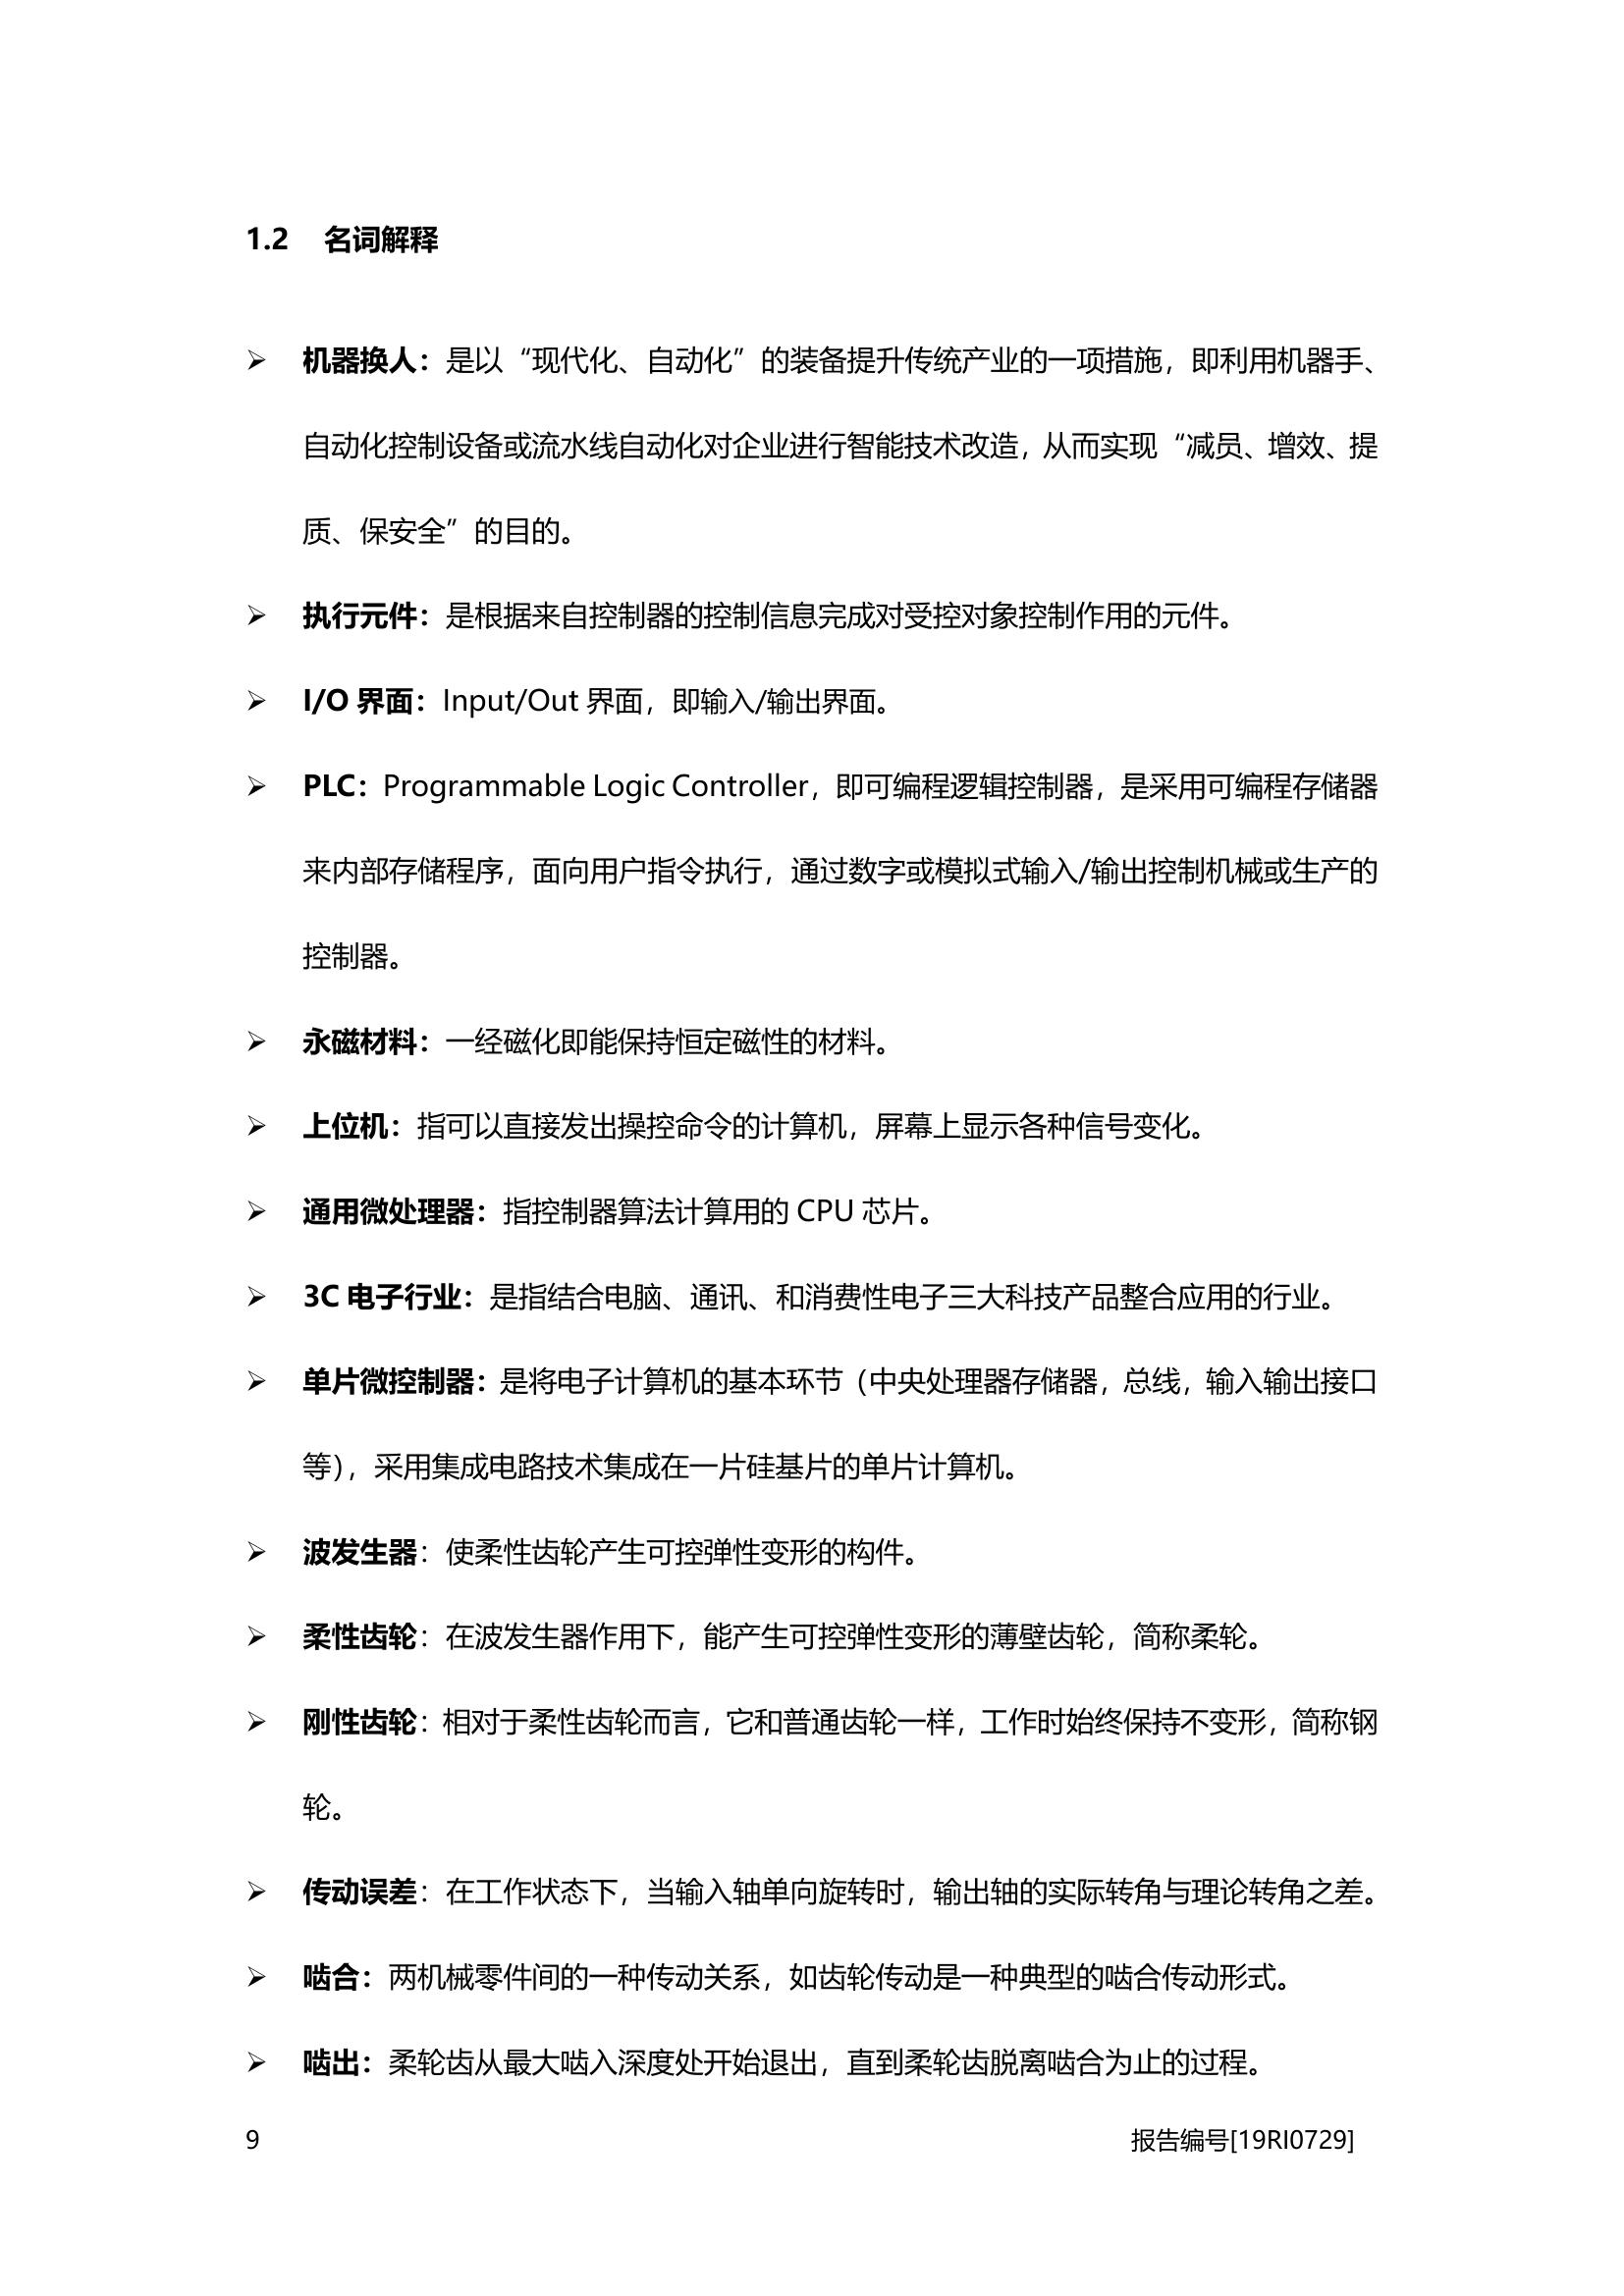 1.2 名词解释
➢ 机器换人：是以“现代化、自动化”的装备提升传统产业的一项措施，即利用机器手、
自动化控制设备或流水线自动化对企业进行智能技术改造，从而实现“减员、增效、提
质、保安全”的目的。
➢ 执行元件：是根据来自控制器的控制信息完成对受控对象控制作用的元件。
➢ I/O 界面：Input/Out 界面，即输入/输出界面。
➢ PLC：Programmable Logic Controller，即可编程逻辑控制器，是采用可编程存储器
来内部存储程序，面向用户指令执行，通过数字或模拟式输入/输出控制机械或生产的
控制器。
➢ 永磁材料：一经磁化即能保持恒定磁性的材料。
➢ 上位机：指可以直接发出操控命令的计算机，屏幕上显示各种信号变化。
➢ 通用微处理器：指控制器算法计算用的 CPU 芯片。
➢ 3C 电子行业：是指结合电脑、通讯、和消费性电子三大科技产品整合应用的行业。
➢ 单片微控制器：是将电子计算机的基本环节（中央处理器存储器，总线，输入输出接口
等），采用集成电路技术集成在一片硅基片的单片计算机。
➢ 波发生器：使柔性齿轮产生可控弹性变形的构件。
➢ 柔性齿轮：在波发生器作用下，能产生可控弹性变形的薄壁齿轮，简称柔轮。
➢ 刚性齿轮：相对于柔性齿轮而言，它和普通齿轮一样，工作时始终保持不变形，简称钢
轮。
➢ 传动误差：在工作状态下，当输入轴单向旋转时，输出轴的实际转角与理论转角之差。
➢ 啮合：两机械零件间的一种传动关系，如齿轮传动是一种典型的啮合传动形式。
➢ 啮出：柔轮齿从最大啮入深度处开始退出，直到柔轮齿脱离啮合为止的过程。
9 报告编号[19RI0729]